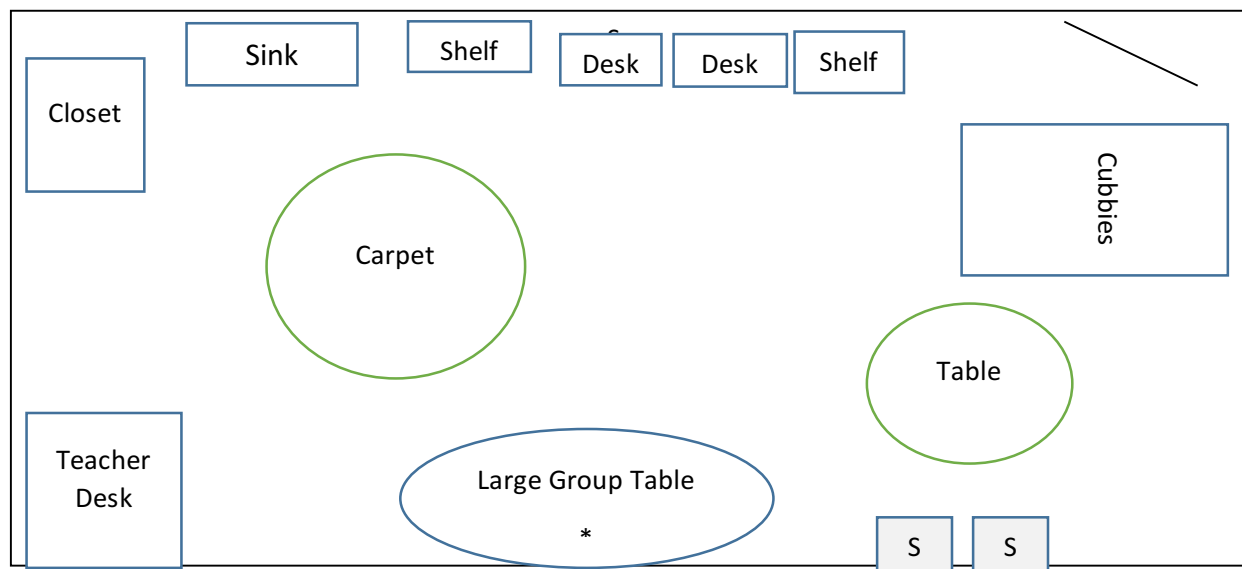 Sink
Shelf
Desk
Desk
Shelf
Closet
Cubbies
Carpet
Table
Teacher
Desk
Large Group Table
*
S
S